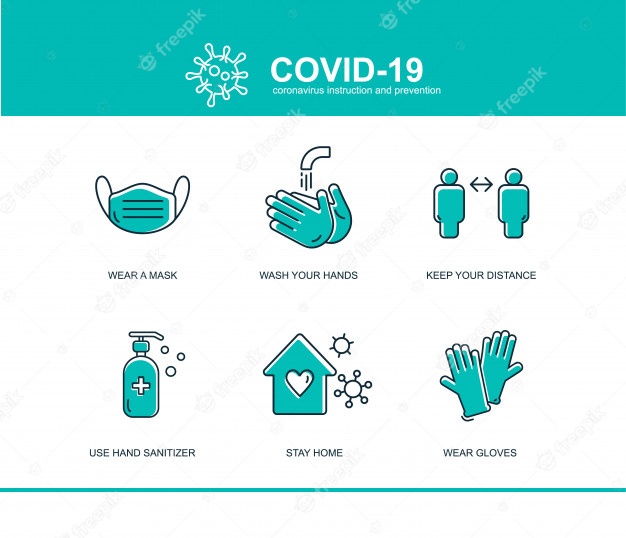 COVID-19
coronavirus instruction and prevention
WEAR A MASK
WASH YOUR HANDS
KEEP YOUR DISTANCE
USE HAND SANITIZER
STAY HOME
WEAR GLOVES
freepik